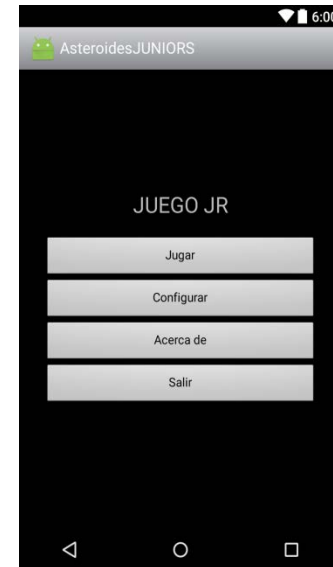 6:00
AsteroidesJUNIORS
JUEGO JR
Jugar
Configurar
Acerca de
Salir